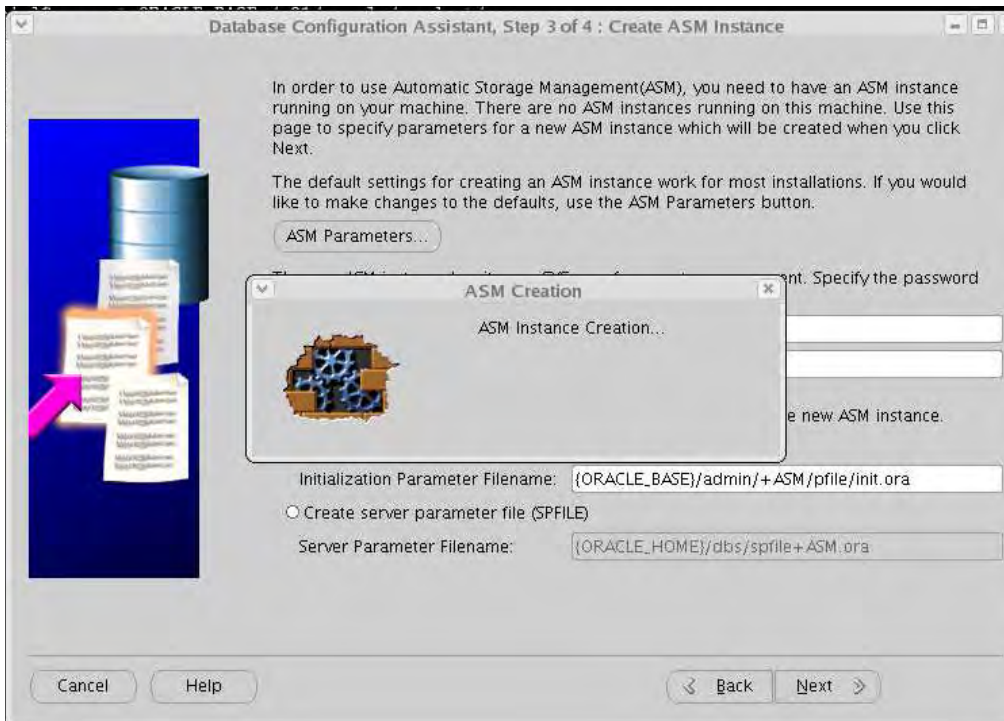 Database Configuration Assistant, Step 3 of 4 : Create ASM Instance
In order to use Automatic Storage Management(ASM), you need to have an ASM instance
running on your machine. There are no ASM instances running on this machine. Use this
page to specify parameters for a new ASM instance which will be created when you click
Next.
The default settings for creating an ASM instance work for most installations. If you would
like to make changes to the defaults, use the ASM Parameters button.
ASM Parameters...
nt. Specify the password
ASM Creation
ASM Instance Creation...
e new ASM instance.
Initialization Parameter Filename:
{ORACLE_BASE}/admin/+ASM/pfile/init.ora
Create server parameter file (SPFILE)
Server Parameter Filename:
{ORACLE_HOME}/dbs/spfile+ASM.ora
Cancel
Help
Back
Next